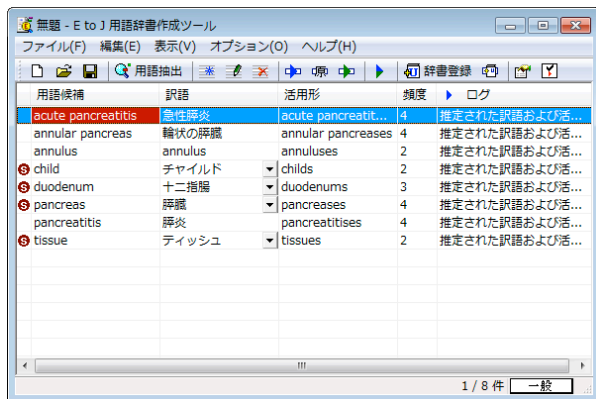 無題 - E to J 用語辞書作成ツール
ファイル(F) 編集(E) 表示(V) オプション(O) ヘルプ(H)
用語抽出 辞書登録
用語候補 訳語 活用形 頻度 ログ
acute pancreatitis 急性膵炎 acute pancreatit... 4 推定された訳語および活...
annular pancreas 輪状の膵臓 annular pancreases 4 推定された訳語および活...
annulus annulus annuluses 2 推定された訳語および活...
S child チャイルド childs 2 推定された訳語および活...
S duodenum 十二指腸 duodenums 3 推定された訳語および活...
S pancreas 膵臓 pancreases 4 推定された訳語および活...
pancreatitis 膵炎 pancreatitises 4 推定された訳語および活...
S tissue ティッシュ tissues 2 推定された訳語および活...
1 / 8 件 一般